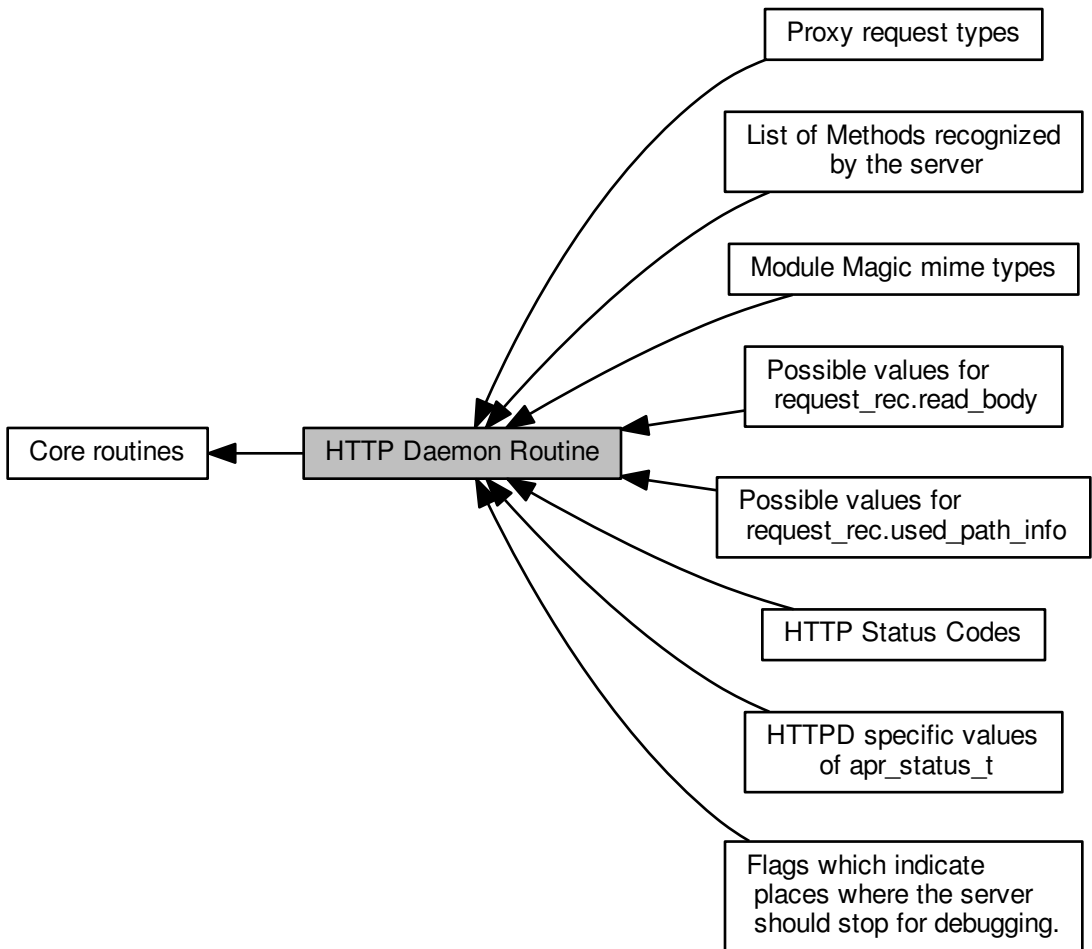 Proxy request types
List of Methods recognized
by the server
Module Magic mime types
Possible values for
request_rec.read_body
Core routines
HTTP Daemon Routine
Possible values for
request_rec.used_path_info
HTTP Status Codes
HTTPD specific values
of apr_status_t
Flags which indicate
places where the server
should stop for debugging.